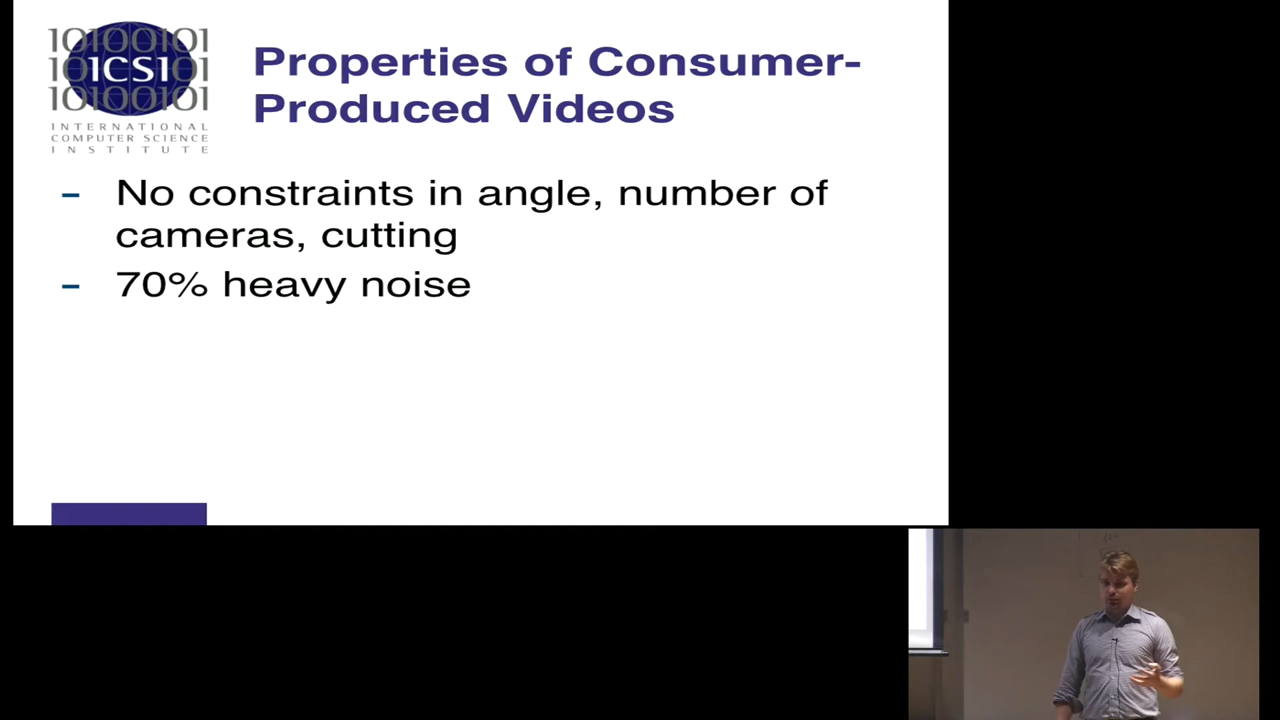 10100101
101ICSI01
10100101
INTERNATIONAL
COMPUTER SCIENCE
INSTITUTE
Properties of Consumer-
Produced Videos
– No constraints in angle, number of
cameras, cutting
– 70% heavy noise